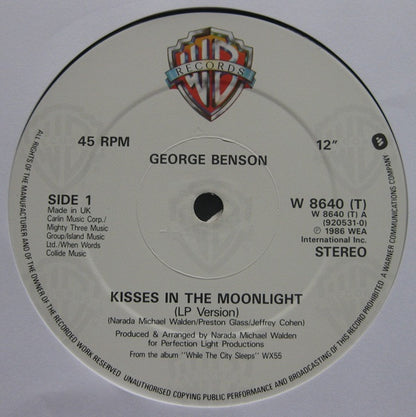 RECORDS
45 RPM
12"
GEORGE BENSON
SIDE 1
Made in UK
Carlin Music Corp./
Mighty Three Music
Group/Island Music
Ltd./When Words
Collide Music
W 8640 (T)
W 8640 (T) A
(920531-0)
℗ 1986 WEA
International Inc.
STEREO
KISSES IN THE MOONLIGHT
(LP Version)
(Narada Michael Walden/Preston Glass/Jeffrey Cohen)
Produced and Arranged by Narada Michael Walden
for Perfection Light Productions
From the album "While The City Sleeps" WX55
ALL RIGHTS OF THE MANUFACTURER AND OF THE OWNER OF THE RECORDED WORK RESERVED. UNAUTHORISED COPYING PUBLIC PERFORMANCE AND BROADCASTING OF THIS RECORD PROHIBITED
A WARNER COMMUNICATIONS COMPANY